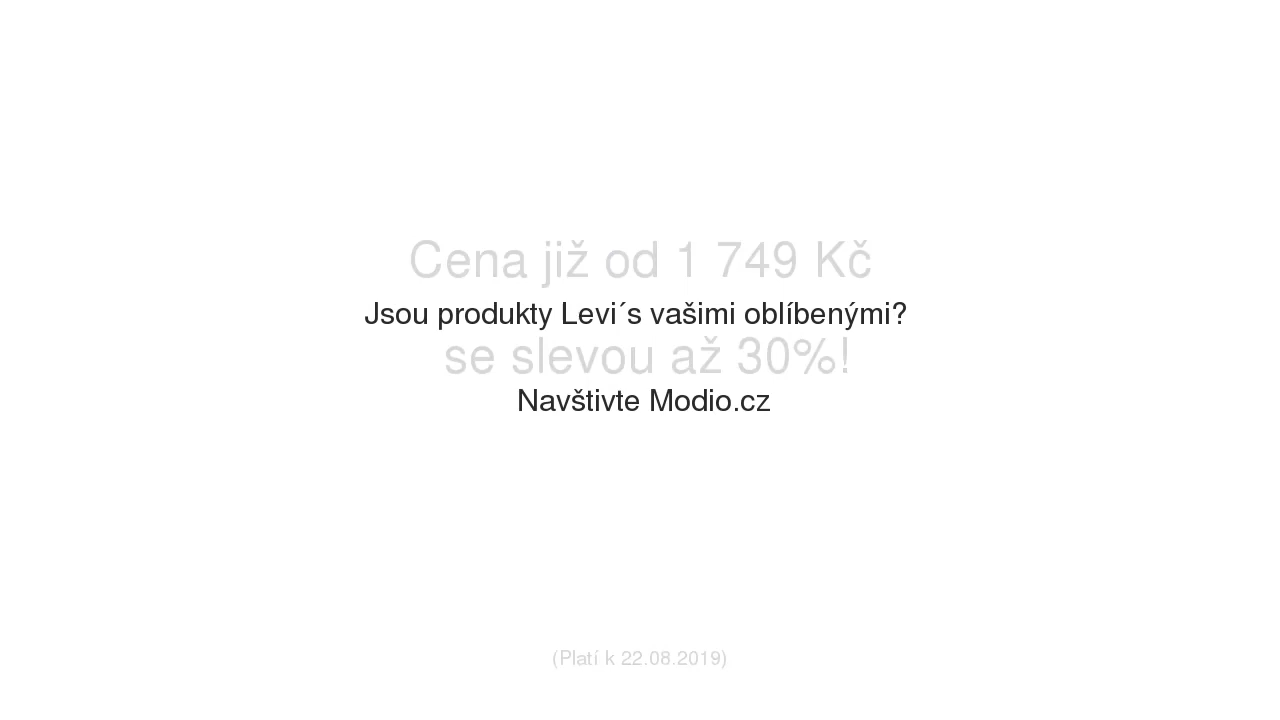 Cena již od 1 749 Kč
Jsou produkty Levi´s vašimi oblíbenými?
se slevou až 30%!
Navštivte Modio.cz
(Platí k 22.08.2019)